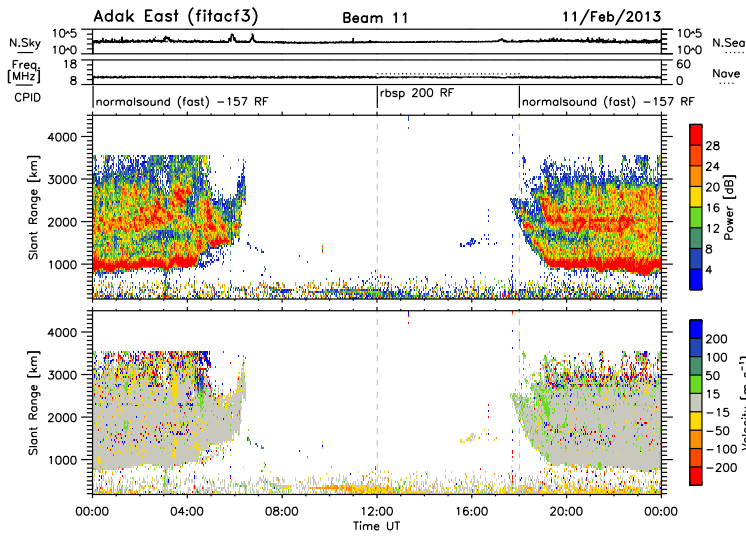 Adak East (fitacf3) Beam 11 11/Feb/2013
N.Sky 10^5 10^0 10^5 10^0 N.Sea
Freq. [MHz] 18 8 60 0 Nave
CPID normalsound (fast) -157 RF rbsp 200 RF normalsound (fast) -157 RF
Slant Range [km] 4000 3000 2000 1000
Power [dB] 28 24 20 16 12 8 4
Slant Range [km] 4000 3000 2000 1000
Velocity [m s^-1] 200 100 50 15 -15 -50 -100 -200
00:00 04:00 08:00 12:00 16:00 20:00 00:00
Time UT